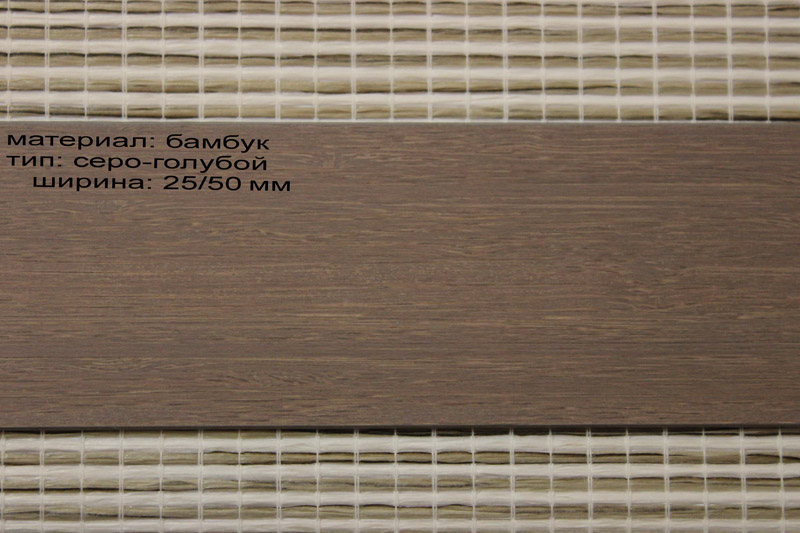 материал: бамбук
тип: серо-голубой
ширина: 25/50 мм